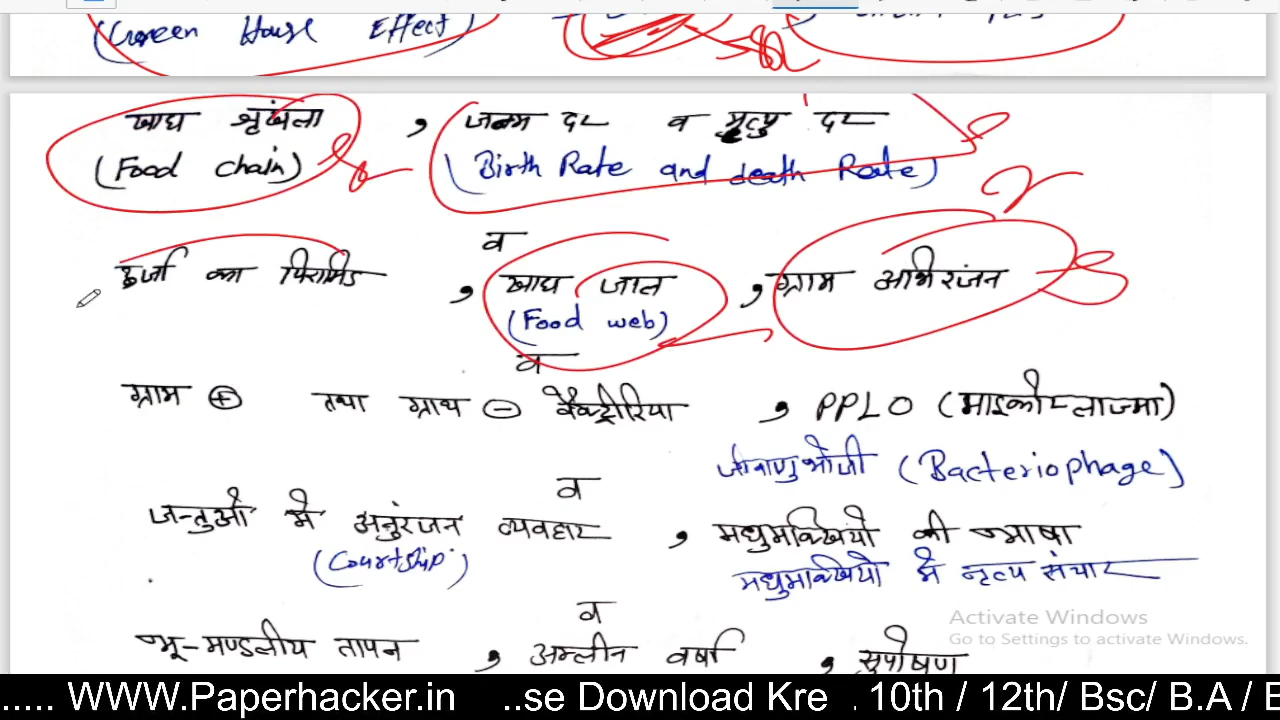 (Green House Effect)
खाद्य श्रृंखला , जन्म दर व मृत्यु दर
(Food chain) (Birth Rate and death Rate)
व
ऊर्जा का पिरामिड , खाद्य जाल , ग्राम अभिरंजन
(Food web)
व
ग्राम ⊕ तथा ग्राम ⊖ बैक्टीरिया , PPLO (माइकोप्लाज्मा)
जीवाणुभोजी (Bacteriophage)
व
जन्तुओ मे अनुरंजन व्यवहार , मधुमक्खियो की भाषा
(Courtship) मधुमक्खियो मे नृत्य संचार
व
भू-मण्डलीय तापन , अम्लीन वर्षा , सुपोषण
Activate Windows
Go to Settings to activate Windows.
..... WWW.Paperhacker.in ..se Download Kre . 10th / 12th/ Bsc/ B.A / E